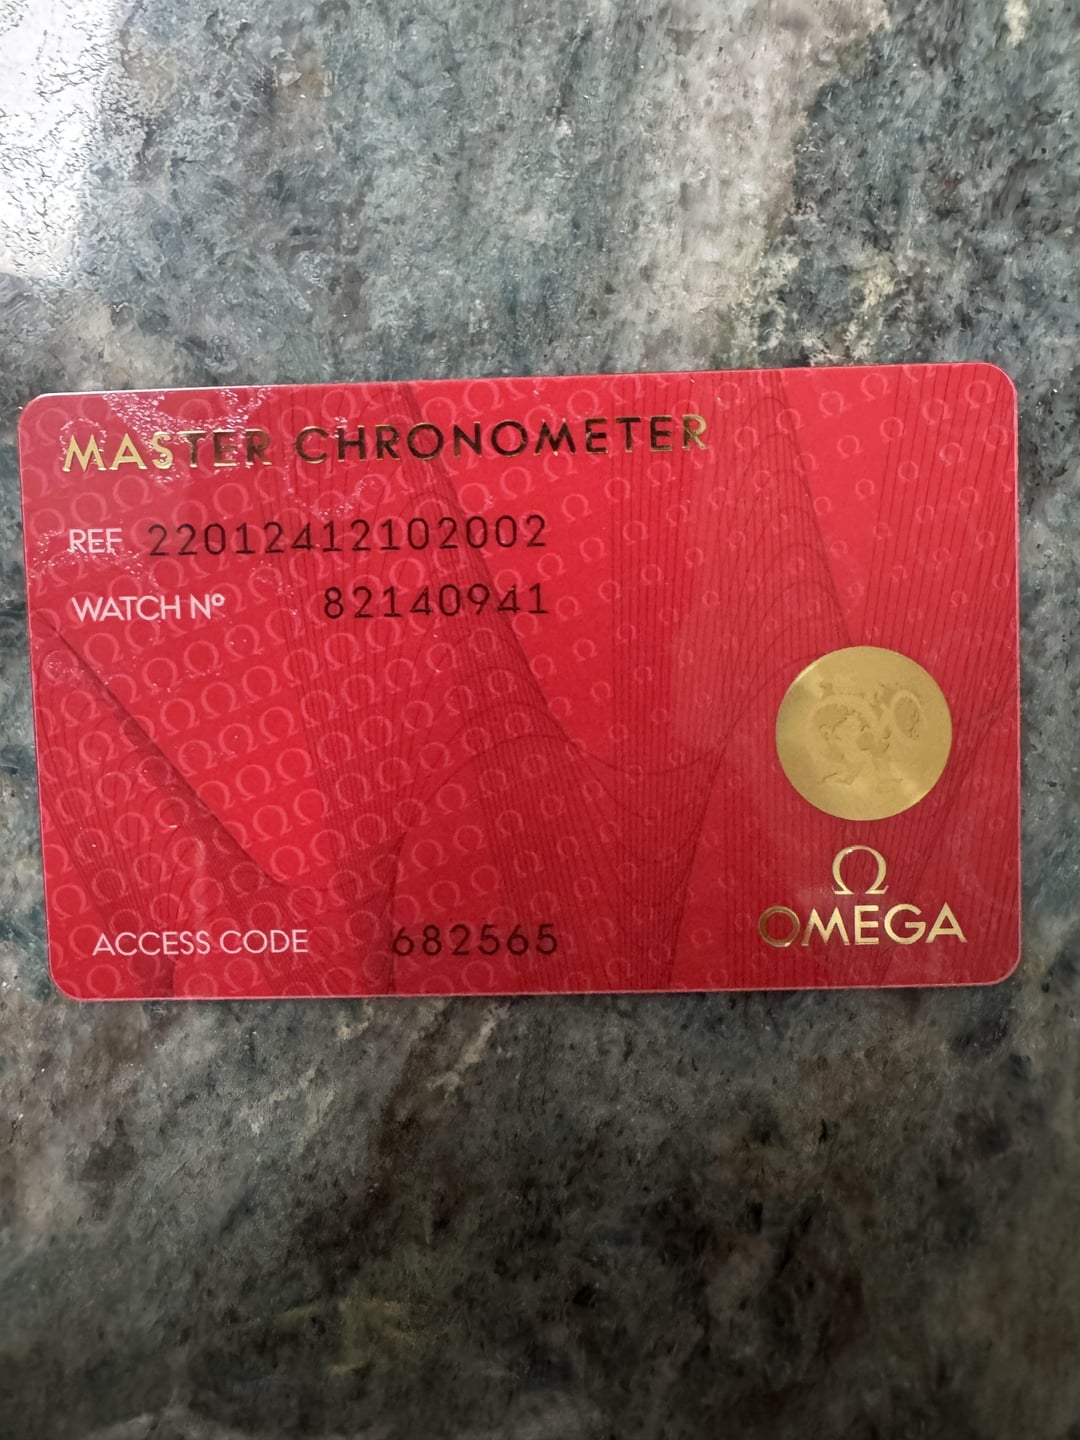 MASTER CHRONOMETER
REF 22012412102002
WATCH Nº 82140941
Ω
OMEGA
ACCESS CODE 682565